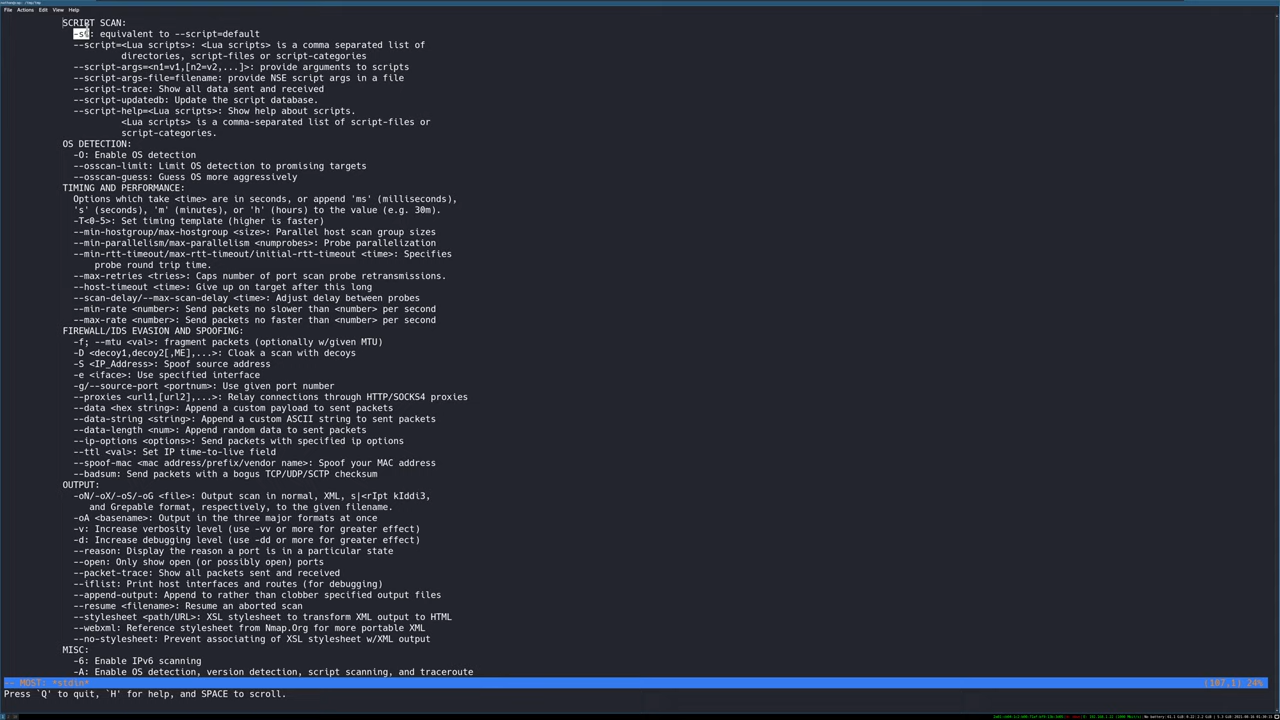 File Actions Edit View Help
SCRIPT SCAN:
-sC: equivalent to --script=default
--script=<Lua scripts>: <Lua scripts> is a comma separated list of
directories, script-files or script-categories
--script-args=<n1=v1,[n2=v2,...]>: provide arguments to scripts
--script-args-file=filename: provide NSE script args in a file
--script-trace: Show all data sent and received
--script-updatedb: Update the script database.
--script-help=<Lua scripts>: Show help about scripts.
<Lua scripts> is a comma-separated list of script-files or
script-categories.
OS DETECTION:
-O: Enable OS detection
--osscan-limit: Limit OS detection to promising targets
--osscan-guess: Guess OS more aggressively
TIMING AND PERFORMANCE:
Options which take <time> are in seconds, or append 'ms' (milliseconds),
's' (seconds), 'm' (minutes), or 'h' (hours) to the value (e.g. 30m).
-T<0-5>: Set timing template (higher is faster)
--min-hostgroup/max-hostgroup <size>: Parallel host scan group sizes
--min-parallelism/max-parallelism <numprobes>: Probe parallelization
--min-rtt-timeout/max-rtt-timeout/initial-rtt-timeout <time>: Specifies
probe round trip time.
--max-retries <tries>: Caps number of port scan probe retransmissions.
--host-timeout <time>: Give up on target after this long
--scan-delay/--max-scan-delay <time>: Adjust delay between probes
--min-rate <number>: Send packets no slower than <number> per second
--max-rate <number>: Send packets no faster than <number> per second
FIREWALL/IDS EVASION AND SPOOFING:
-f; --mtu <val>: fragment packets (optionally w/given MTU)
-D <decoy1,decoy2[,ME],...>: Cloak a scan with decoys
-S <IP_Address>: Spoof source address
-e <iface>: Use specified interface
-g/--source-port <portnum>: Use given port number
--proxies <url1,[url2],...>: Relay connections through HTTP/SOCKS4 proxies
--data <hex string>: Append a custom payload to sent packets
--data-string <string>: Append a custom ASCII string to sent packets
--data-length <num>: Append random data to sent packets
--ip-options <options>: Send packets with specified ip options
--ttl <val>: Set IP time-to-live field
--spoof-mac <mac address/prefix/vendor name>: Spoof your MAC address
--badsum: Send packets with a bogus TCP/UDP/SCTP checksum
OUTPUT:
-oN/-oX/-oS/-oG <file>: Output scan in normal, XML, s|<rIpt kIddi3,
and Grepable format, respectively, to the given filename.
-oA <basename>: Output in the three major formats at once
-v: Increase verbosity level (use -vv or more for greater effect)
-d: Increase debugging level (use -dd or more for greater effect)
--reason: Display the reason a port is in a particular state
--open: Only show open (or possibly open) ports
--packet-trace: Show all packets sent and received
--iflist: Print host interfaces and routes (for debugging)
--append-output: Append to rather than clobber specified output files
--resume <filename>: Resume an aborted scan
--stylesheet <path/URL>: XSL stylesheet to transform XML output to HTML
--webxml: Reference stylesheet from Nmap.Org for more portable XML
--no-stylesheet: Prevent associating of XSL stylesheet w/XML output
MISC:
-6: Enable IPv6 scanning
-A: Enable OS detection, version detection, script scanning, and traceroute
-- MOST: *stdin* (107,1) 24%
Press `Q' to quit, `H' for help, and SPACE to scroll.